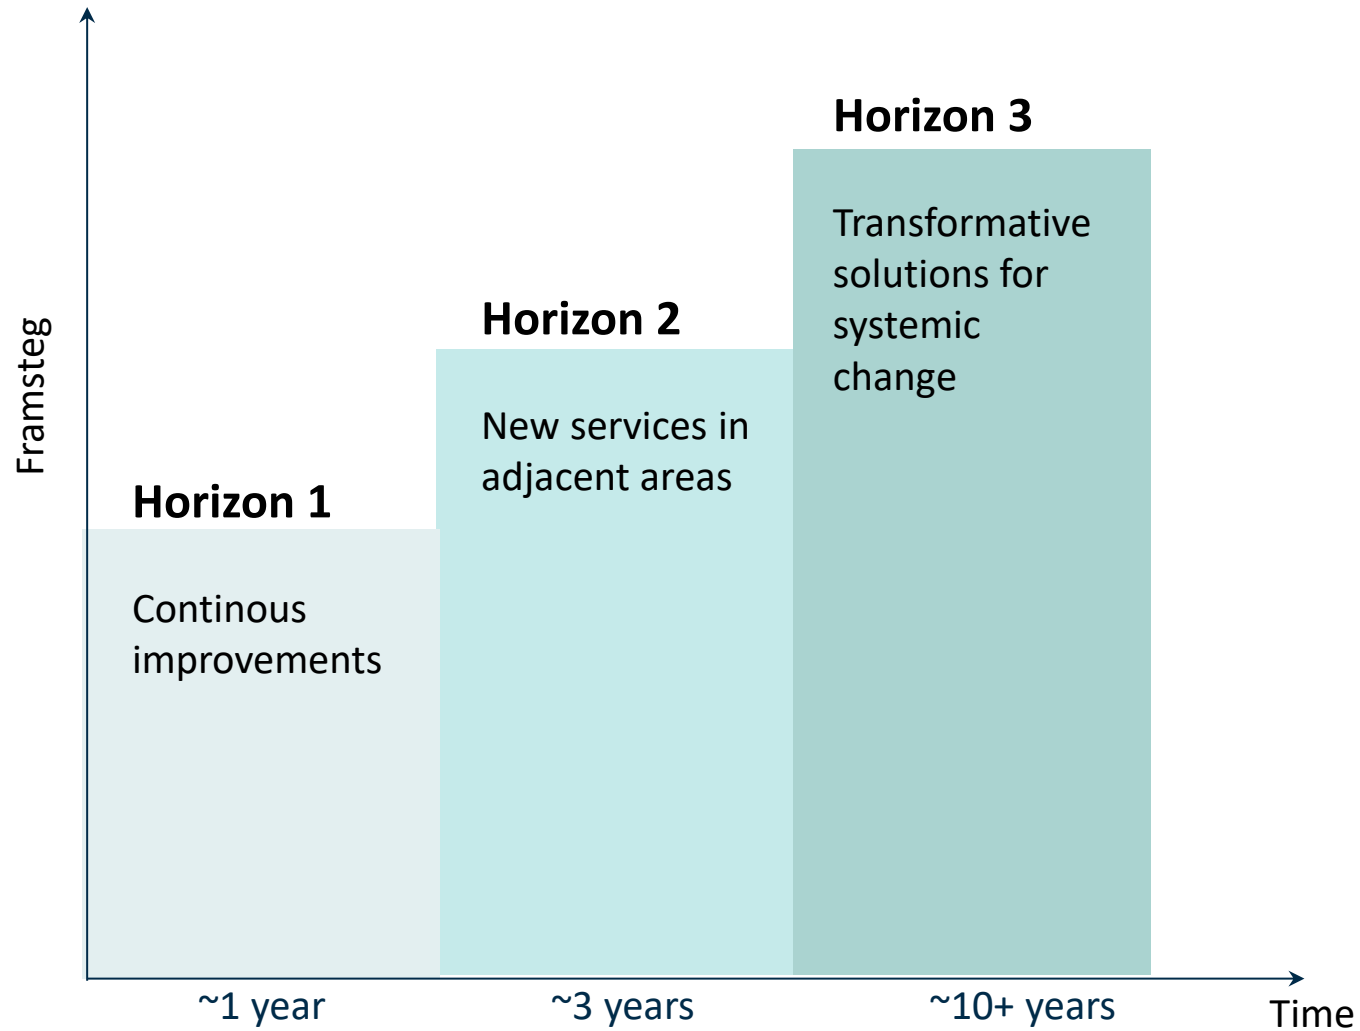 Framsteg
Horizon 1
Continous
improvements
Horizon 2
New services in
adjacent areas
Horizon 3
Transformative
solutions for
systemic
change
~1 year
~3 years
~10+ years
Time